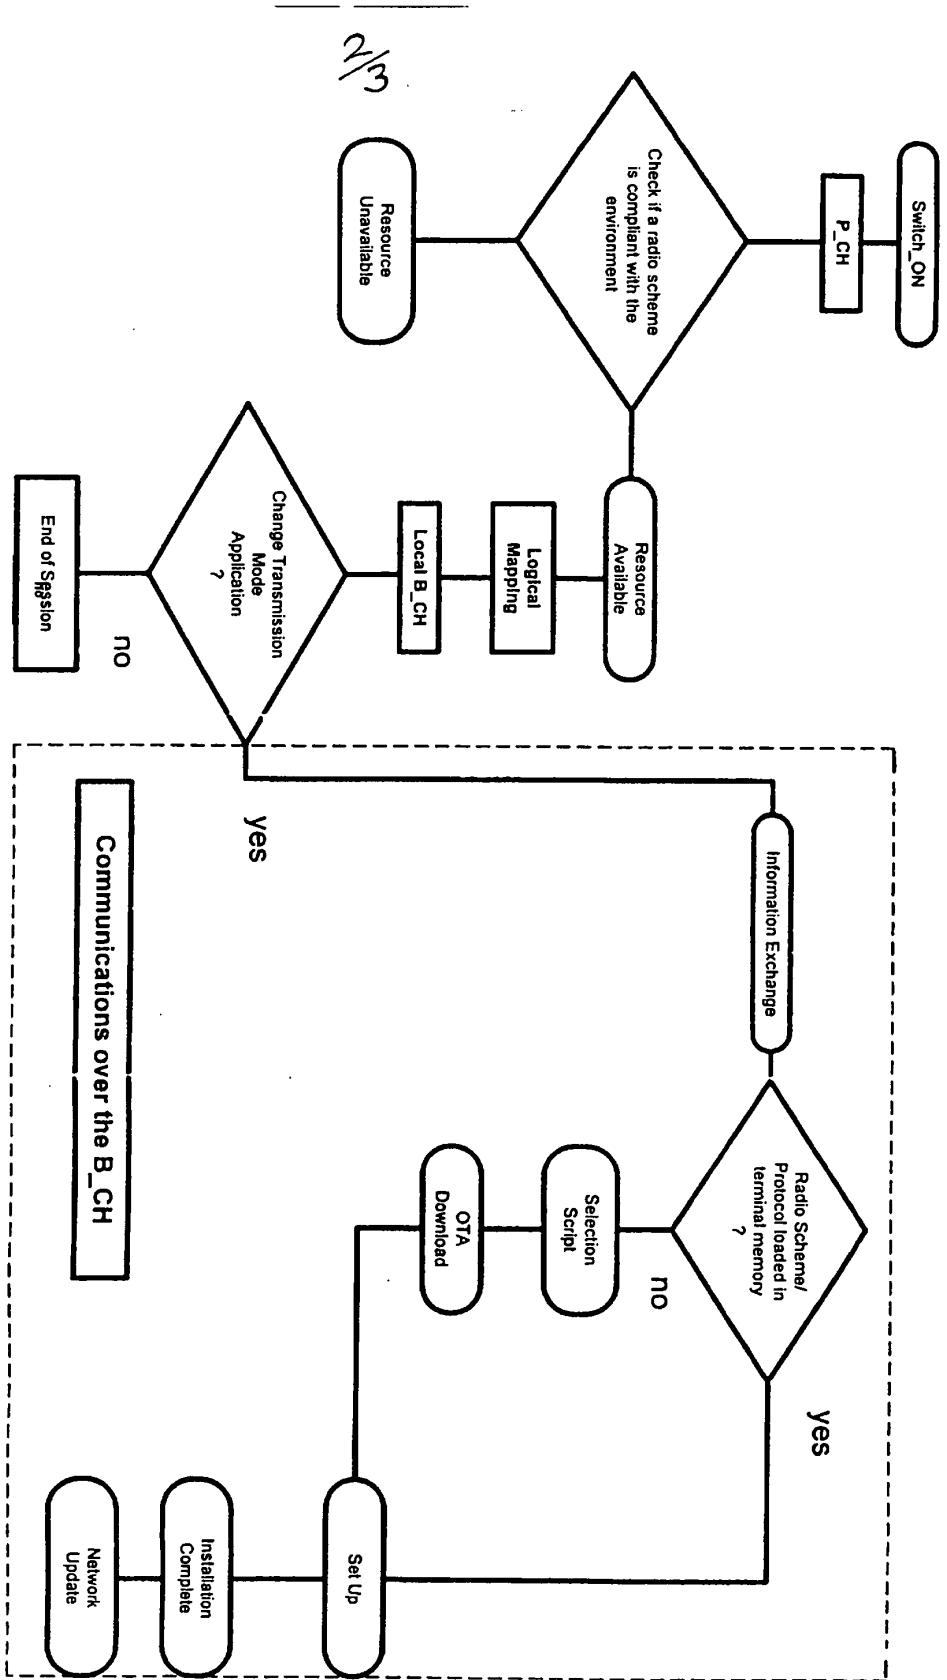 2/3
Switch_ON
P_CH
Check if a radio scheme
is compliant with the
environment
Resource
Unavailable
Resource
Available
Logical
Mapping
Local B_CH
Change Transmission
Mode
Application
?
no
End of Session
no
yes
Information Exchange
Radio Scheme/
Protocol loaded in
terminal memory
?
yes
no
Selection
Script
OTA
Download
Set Up
Installation
Complete
Network
Update
Communications over the B_CH